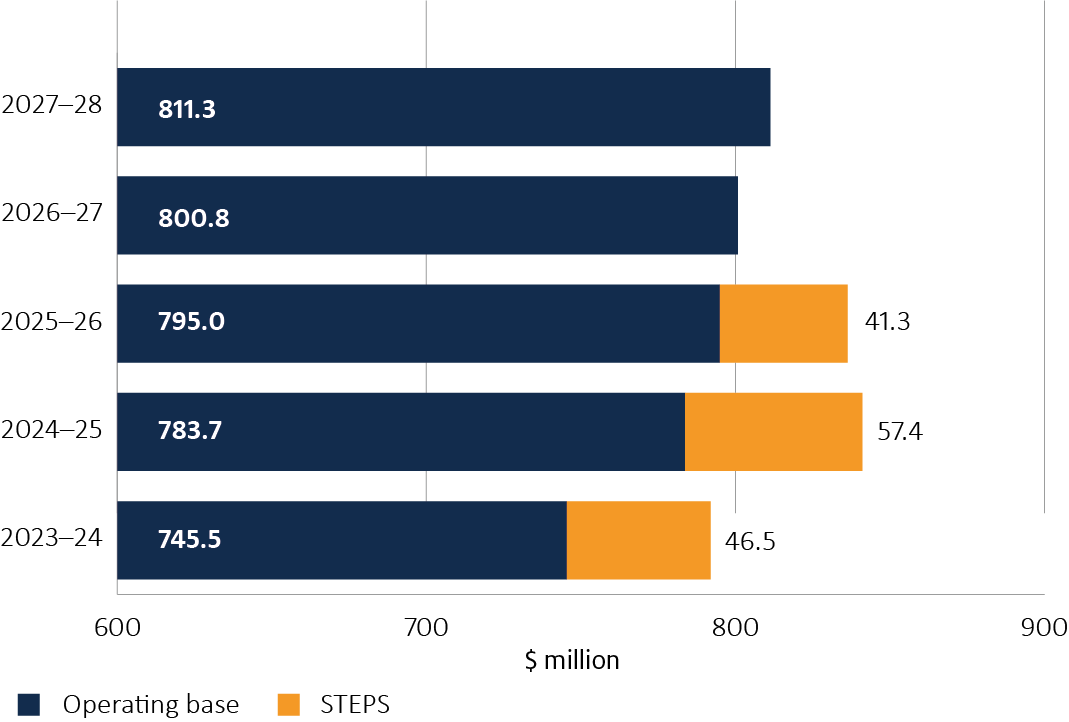 2027–28 811.3
2026–27 800.8
2025–26 795.0 41.3
2024–25 783.7 57.4
2023–24 745.5 46.5
600 700 800 900
$ million
Operating base STEPS